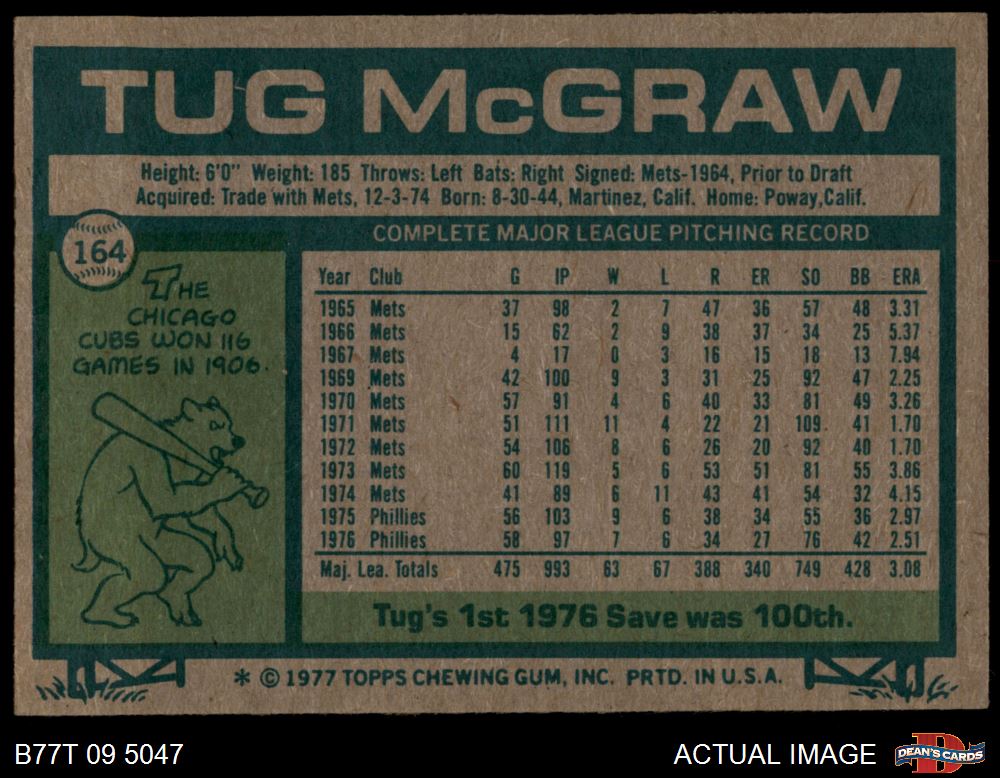 TUG McGRAW
Height: 6'0" Weight: 185 Throws: Left Bats: Right Signed: Mets-1964, Prior to Draft
Acquired: Trade with Mets, 12-3-74 Born: 8-30-44, Martinez, Calif. Home: Poway,Calif.
164
THE
CHICAGO
CUBS WON 116
GAMES IN 1906.
COMPLETE MAJOR LEAGUE PITCHING RECORD
Year Club G IP W L R ER SO BB ERA
1965 Mets 37 98 2 7 47 36 57 48 3.31
1966 Mets 15 62 2 9 38 37 34 25 5.37
1967 Mets 4 17 0 3 16 15 18 13 7.94
1969 Mets 42 100 9 3 31 25 92 47 2.25
1970 Mets 57 91 4 6 40 33 81 49 3.26
1971 Mets 51 111 11 4 22 21 109 41 1.70
1972 Mets 54 106 8 6 26 20 92 40 1.70
1973 Mets 60 119 5 6 53 51 81 55 3.86
1974 Mets 41 89 6 11 43 41 54 32 4.15
1975 Phillies 56 103 9 6 38 34 55 36 2.97
1976 Phillies 58 97 7 6 34 27 76 42 2.51
Maj. Lea. Totals 475 993 63 67 388 340 749 428 3.08
Tug's 1st 1976 Save was 100th.
* © 1977 TOPPS CHEWING GUM, INC. PRTD. IN U.S.A.
B77T 09 5047
ACTUAL IMAGE
D
DEAN'S CARDS